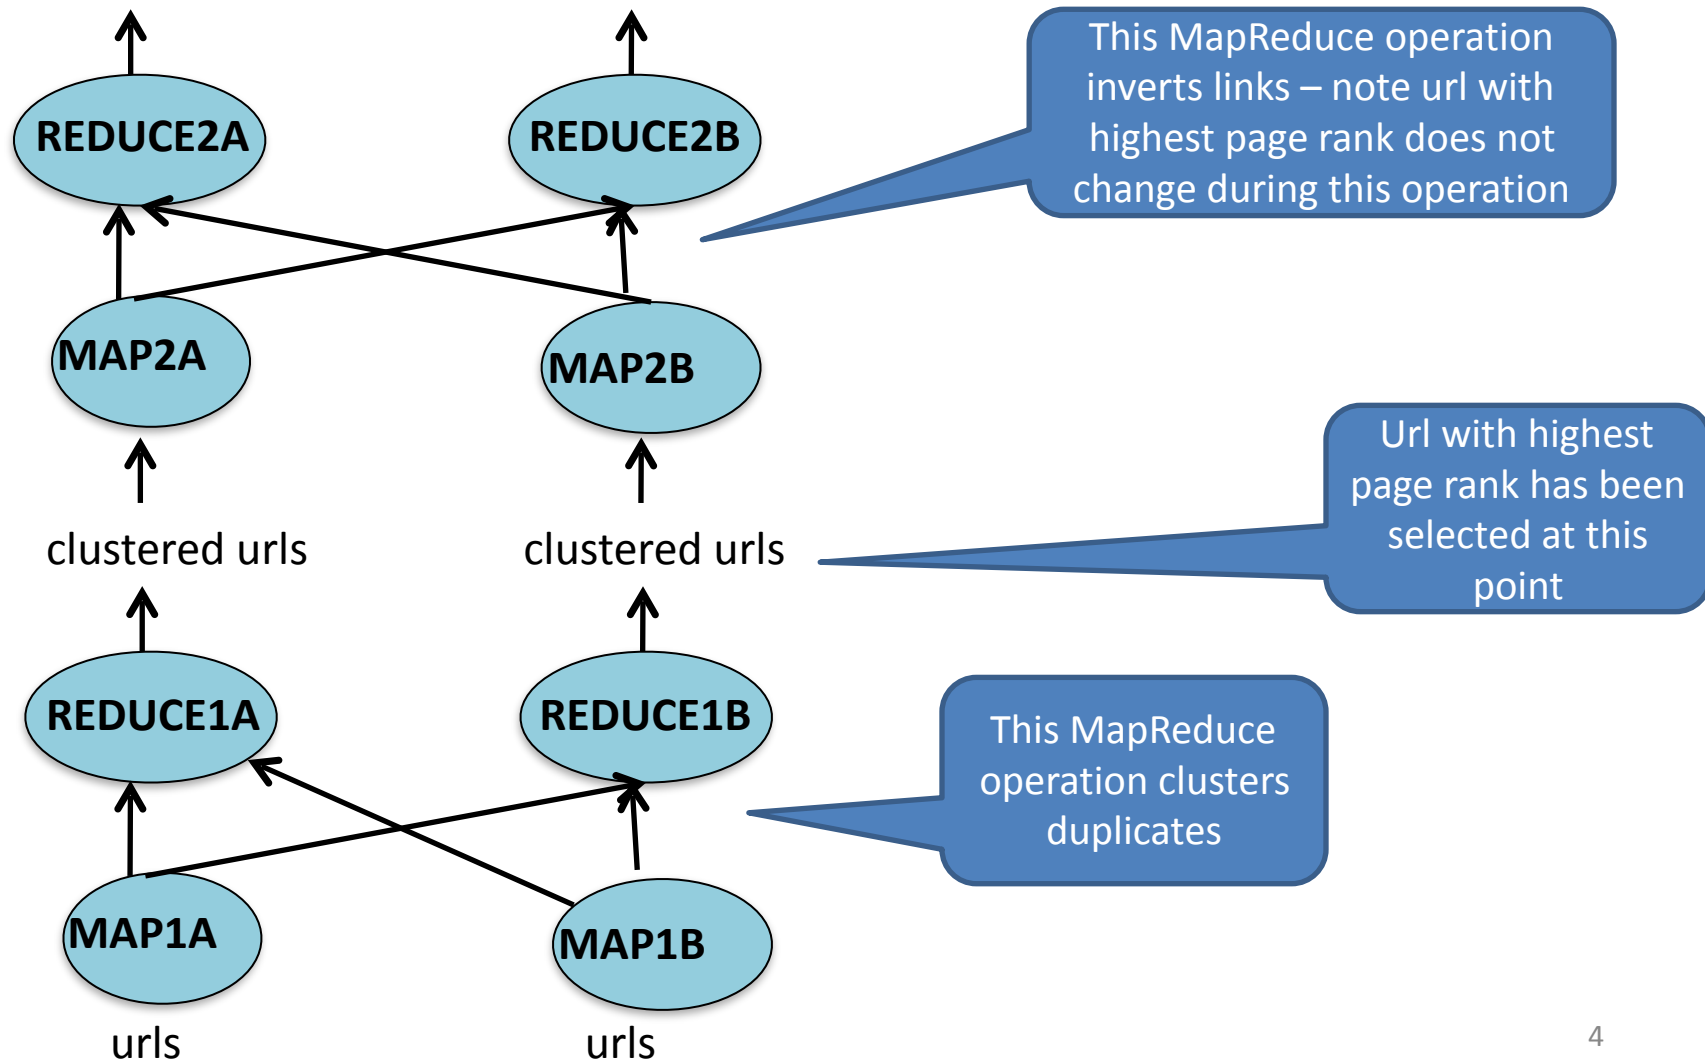 This MapReduce operation
inverts links – note url with
highest page rank does not
change during this operation
REDUCE2A
REDUCE2B
MAP2A
MAP2B
Url with highest
page rank has been
selected at this
point
clustered urls
clustered urls
REDUCE1A
REDUCE1B
This MapReduce
operation clusters
duplicates
MAP1A
MAP1B
urls
urls
4